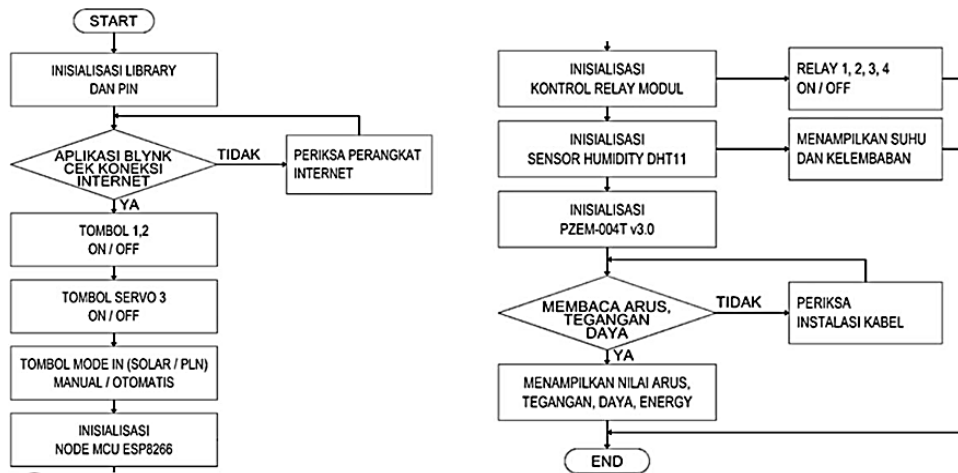 START
INISIALISASI LIBRARY
DAN PIN
APLIKASI BLYNK
CEK KONEKSI
INTERNET
TIDAK
PERIKSA PERANGKAT
INTERNET
YA
TOMBOL 1,2
ON / OFF
TOMBOL SERVO 3
ON / OFF
TOMBOL MODE IN (SOLAR / PLN)
MANUAL / OTOMATIS
INISIALISASI
NODE MCU ESP8266
INISIALISASI
KONTROL RELAY MODUL
RELAY 1, 2, 3, 4
ON / OFF
INISIALISASI
SENSOR HUMIDITY DHT11
MENAMPILKAN SUHU
DAN KELEMBABAN
INISIALISASI
PZEM-004T v3.0
MEMBACA ARUS,
TEGANGAN
DAYA
TIDAK
PERIKSA
INSTALASI KABEL
YA
MENAMPILKAN NILAI ARUS,
TEGANGAN, DAYA, ENERGY
END